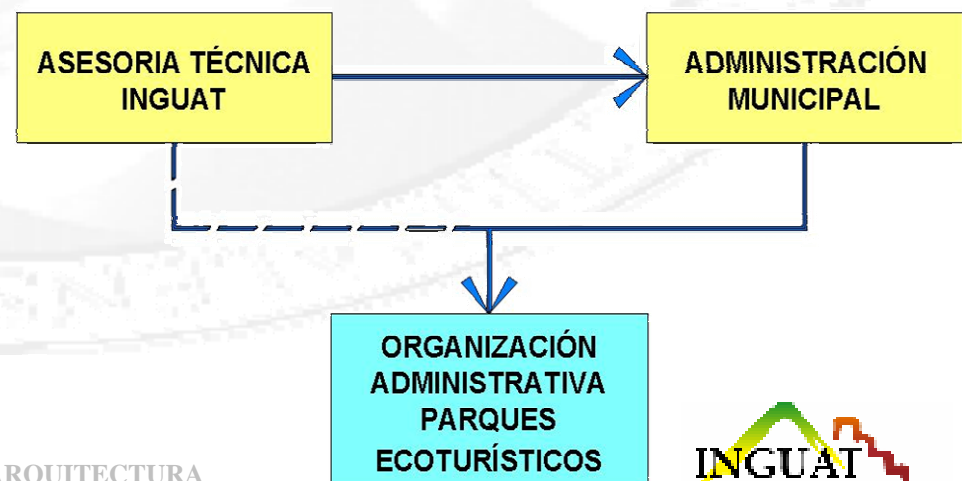 ASESORIA TÉCNICA
INGUAT
ADMINISTRACIÓN
MUNICIPAL
ORGANIZACIÓN
ADMINISTRATIVA
PARQUES
ECOTURÍSTICOS
INGUAT